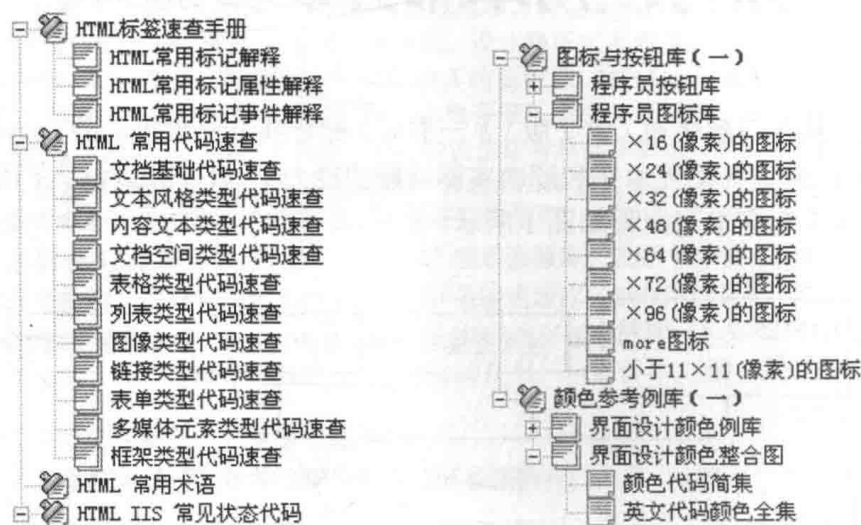 HTML标签速查手册
HTML常用标记解释
HTML常用标记属性解释
HTML常用标记事件解释
HTML 常用代码速查
文档基础代码速查
文本风格类型代码速查
内容文本类型代码速查
文档空间类型代码速查
表格类型代码速查
列表类型代码速查
图像类型代码速查
链接类型代码速查
表单类型代码速查
多媒体元素类型代码速查
框架类型代码速查
HTML 常用术语
HTML IIS 常见状态代码
图标与按钮库(一)
程序员按钮库
程序员图标库
×16(像素)的图标
×24(像素)的图标
×32(像素)的图标
×48(像素)的图标
×64(像素)的图标
×72(像素)的图标
×96(像素)的图标
more图标
小于11×11(像素)的图标
颜色参考例库(一)
界面设计颜色例库
界面设计颜色整合图
颜色代码简集
英文代码颜色全集